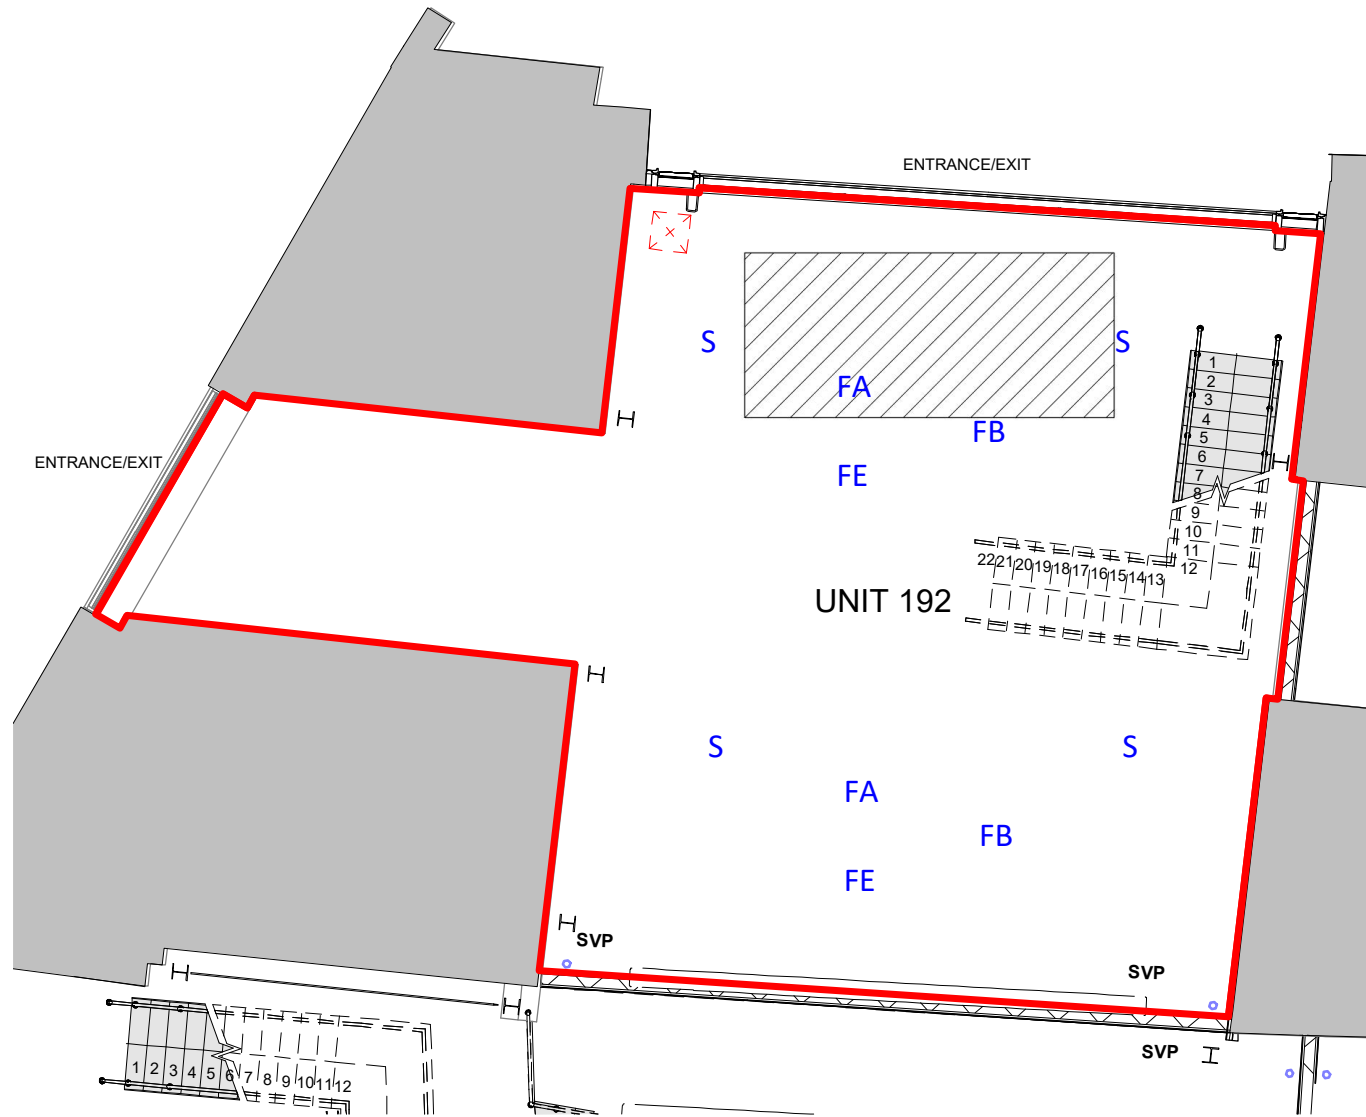 ENTRANCE/EXIT
S
S
1
2
3
4
5
6
7
8
9
10
11
12
FA
FB
ENTRANCE/EXIT
FE
22 21 20 19 18 17 16 15 14 13
UNIT 192
S
S
FA
FB
FE
SVP
SVP
SVP
1 2 3 4 5 6 7 8 9 10 11 12